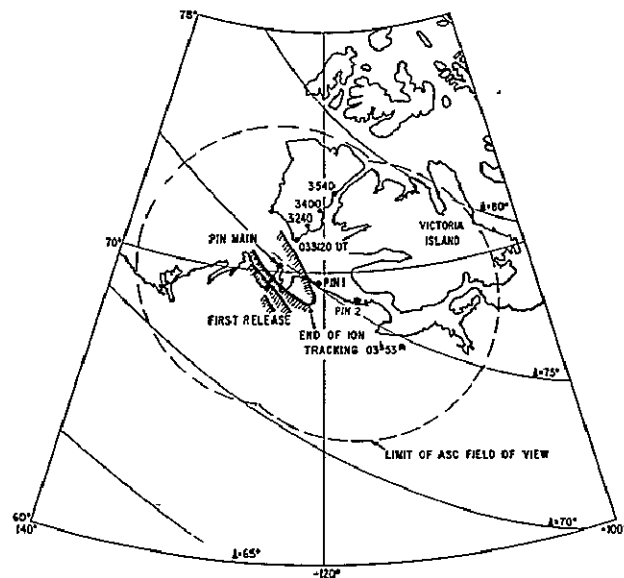 78°
3540
3400
3240
Λ=80°
VICTORIA
ISLAND
033120 UT
PIN MAIN
70°
PIN 1
PIN 2
FIRST RELEASE
END OF ION
TRACKING 03ʰ53ᵐ
Λ=75°
LIMIT OF ASC FIELD OF VIEW
60°
-140°
Λ=70°
-100°
Λ=65°
-120°